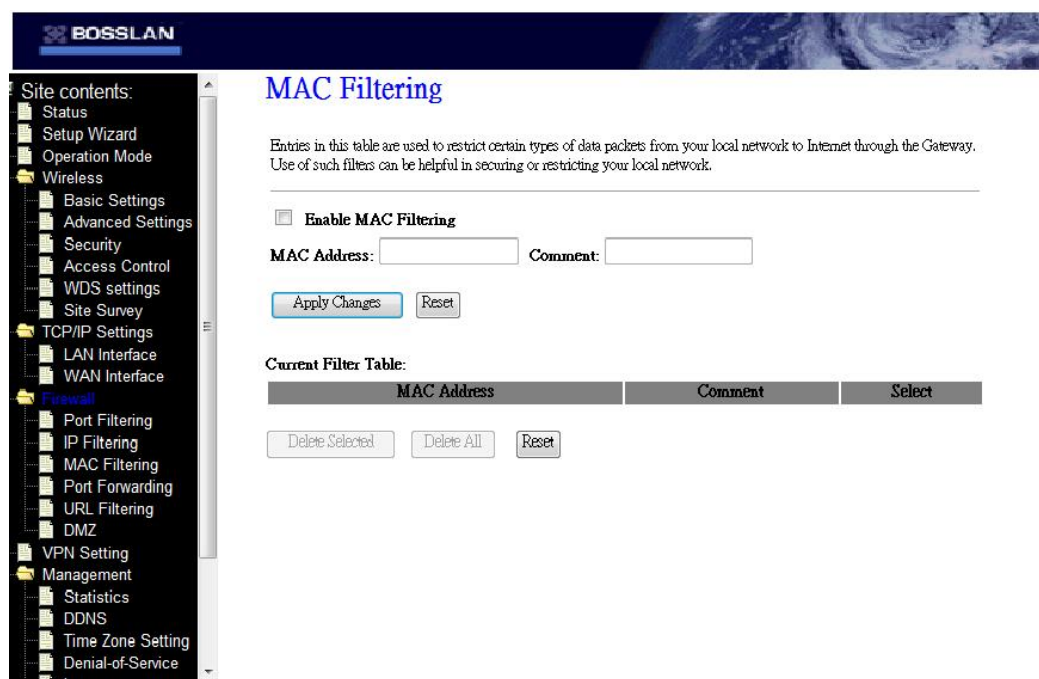 BOSSLAN
Site contents:
Status
Setup Wizard
Operation Mode
Wireless
Basic Settings
Advanced Settings
Security
Access Control
WDS settings
Site Survey
TCP/IP Settings
LAN Interface
WAN Interface
Firewall
Port Filtering
IP Filtering
MAC Filtering
Port Forwarding
URL Filtering
DMZ
VPN Setting
Management
Statistics
DDNS
Time Zone Setting
Denial-of-Service
MAC Filtering
Entries in this table are used to restrict certain types of data packets from your local network to Internet through the Gateway.
Use of such filters can be helpful in securing or restricting your local network.
Enable MAC Filtering
MAC Address: Comment:
Apply Changes Reset
Current Filter Table:
MAC Address Comment Select
Delete Selected Delete All Reset